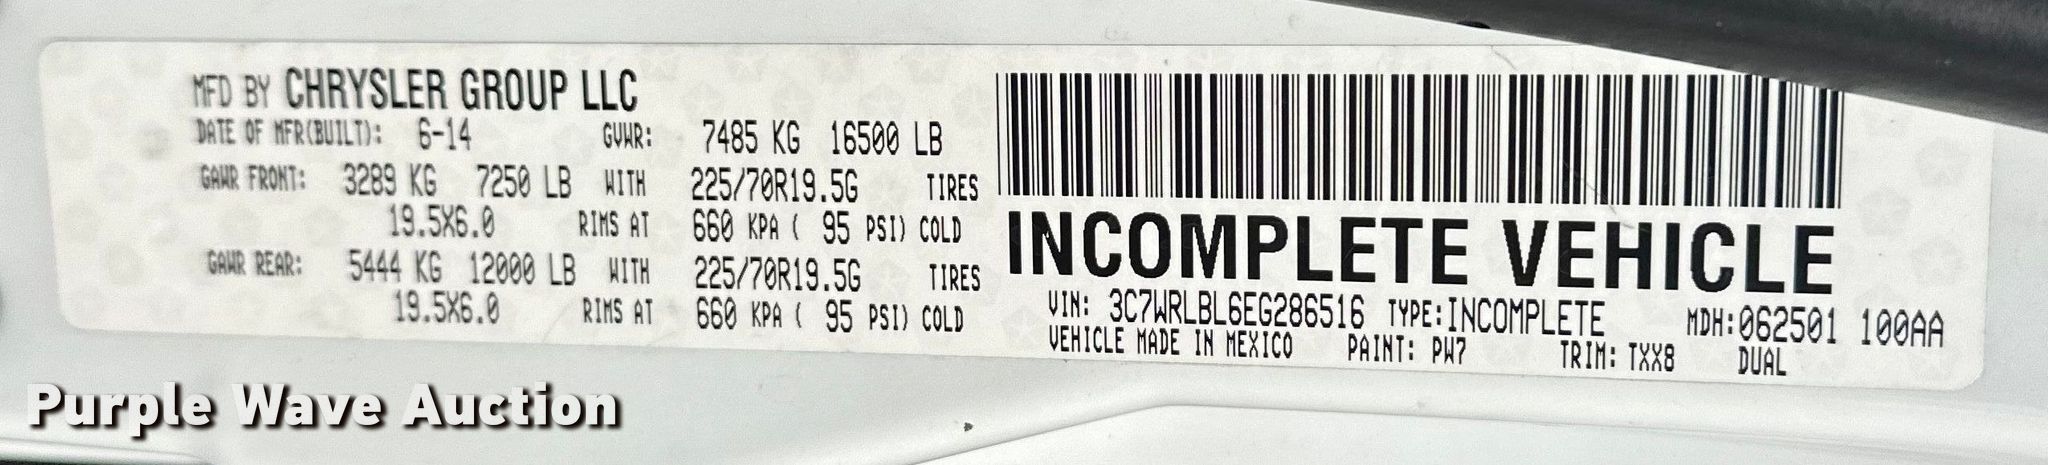 MFD BY CHRYSLER GROUP LLC
DATE OF MFR(BUILT): 6-14 GVWR: 7485 KG 16500 LB
GAWR FRONT: 3289 KG 7250 LB WITH 225/70R19.5G TIRES
19.5X6.0 RIMS AT 660 KPA ( 95 PSI) COLD
GAWR REAR: 5444 KG 12000 LB WITH 225/70R19.5G TIRES
19.5X6.0 RIMS AT 660 KPA ( 95 PSI) COLD
INCOMPLETE VEHICLE
VIN: 3C7WRLBL6EG286516 TYPE:INCOMPLETE MDH:062501 100AA
VEHICLE MADE IN MEXICO PAINT: PW7 TRIM: TXX8 DUAL
Purple Wave Auction